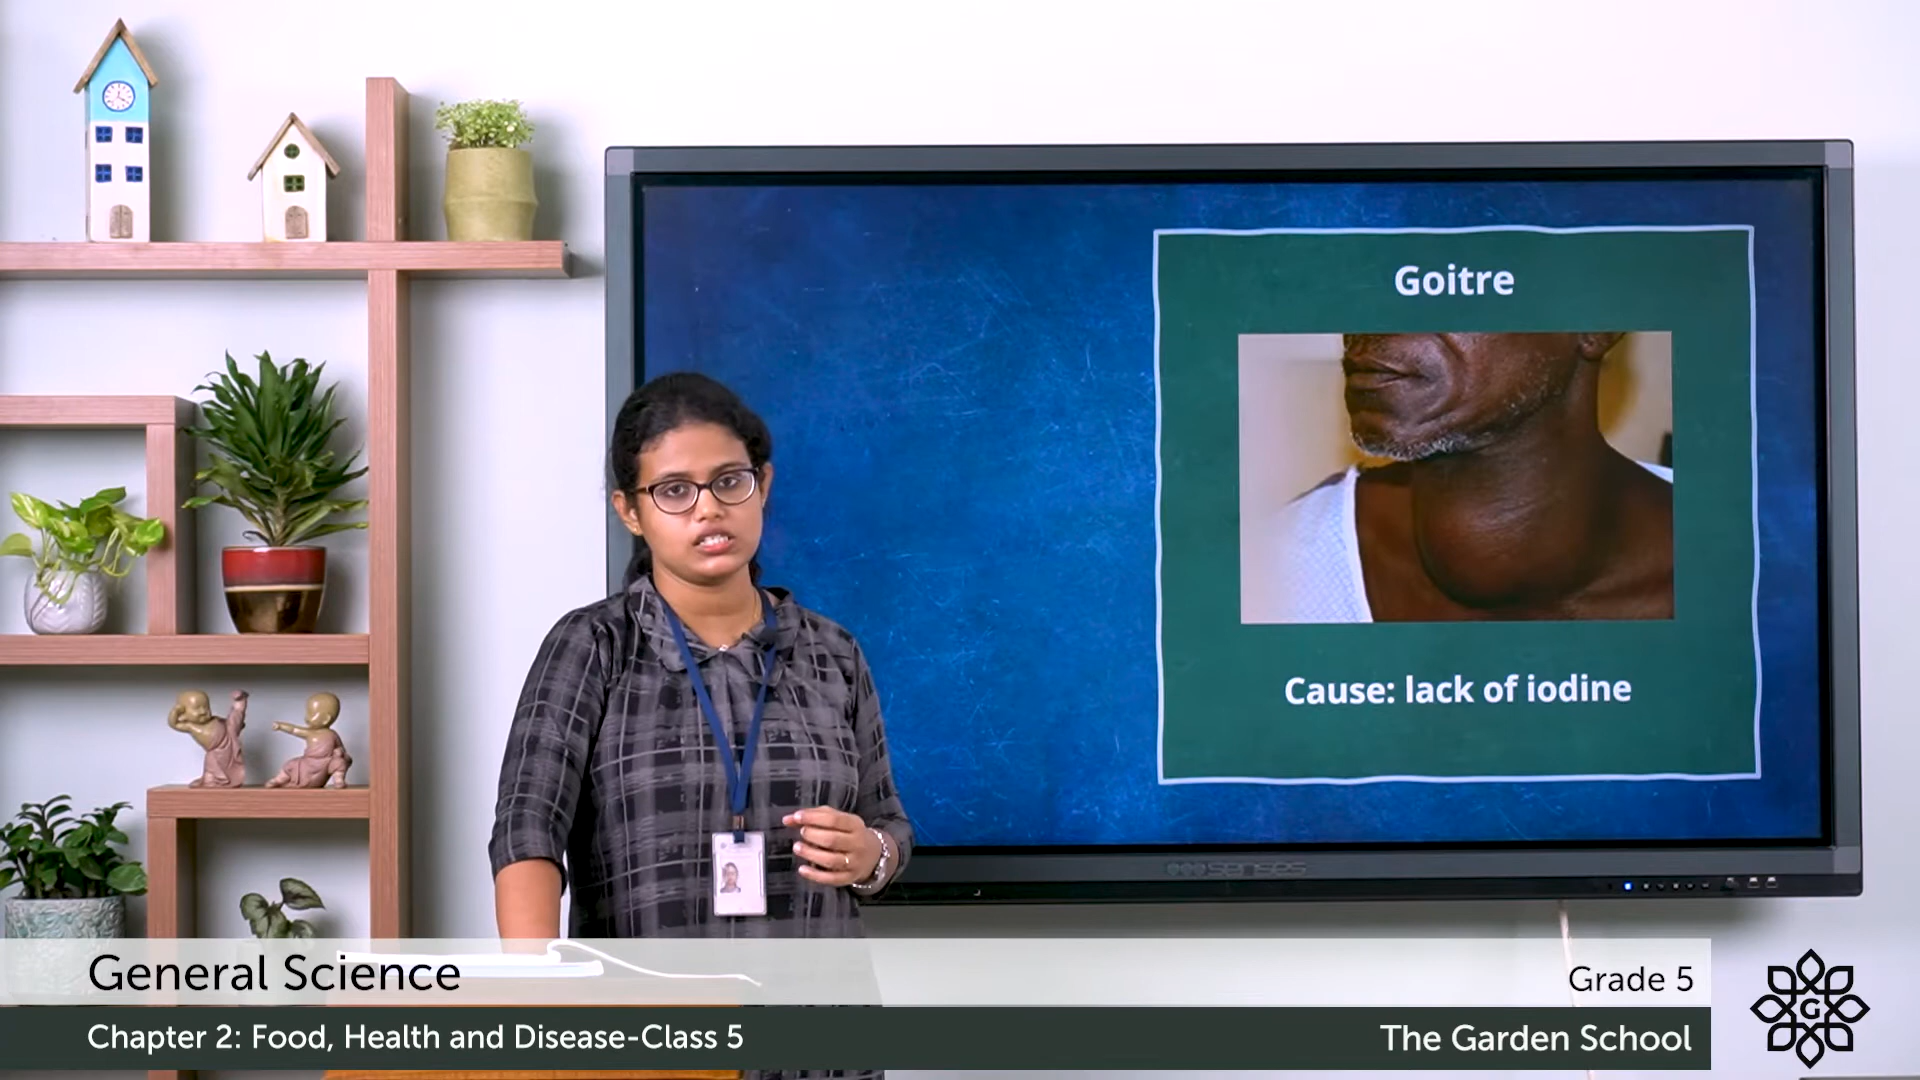 Goitre
Cause: lack of iodine
senses
General Science
Grade 5
Chapter 2: Food, Health and Disease-Class 5
The Garden School
G